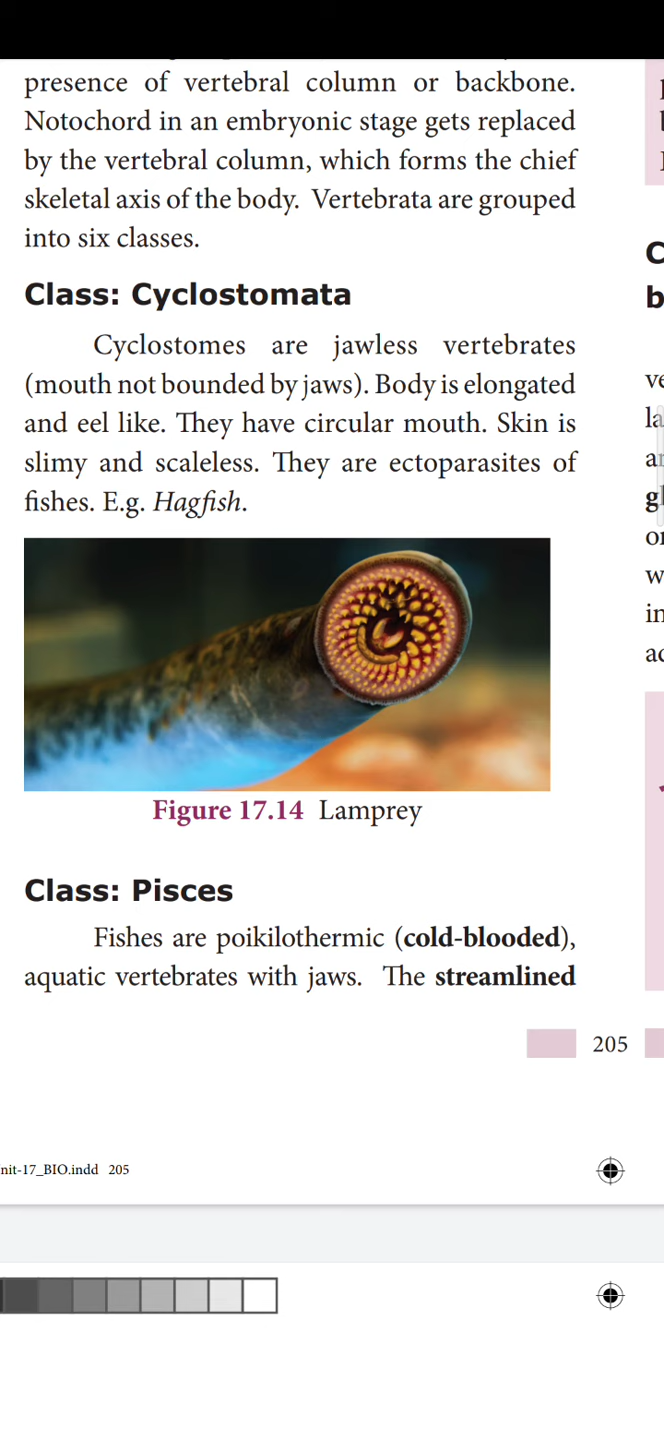 presence of vertebral column or backbone.
Notochord in an embryonic stage gets replaced
by the vertebral column, which forms the chief
skeletal axis of the body. Vertebrata are grouped
into six classes.
Class: Cyclostomata
Cyclostomes are jawless vertebrates
(mouth not bounded by jaws). Body is elongated
and eel like. They have circular mouth. Skin is
slimy and scaleless. They are ectoparasites of
fishes. E.g. Hagfish.
Figure 17.14 Lamprey
Class: Pisces
Fishes are poikilothermic (cold-blooded),
aquatic vertebrates with jaws. The streamlined
205
nit-17_BIO.indd 205